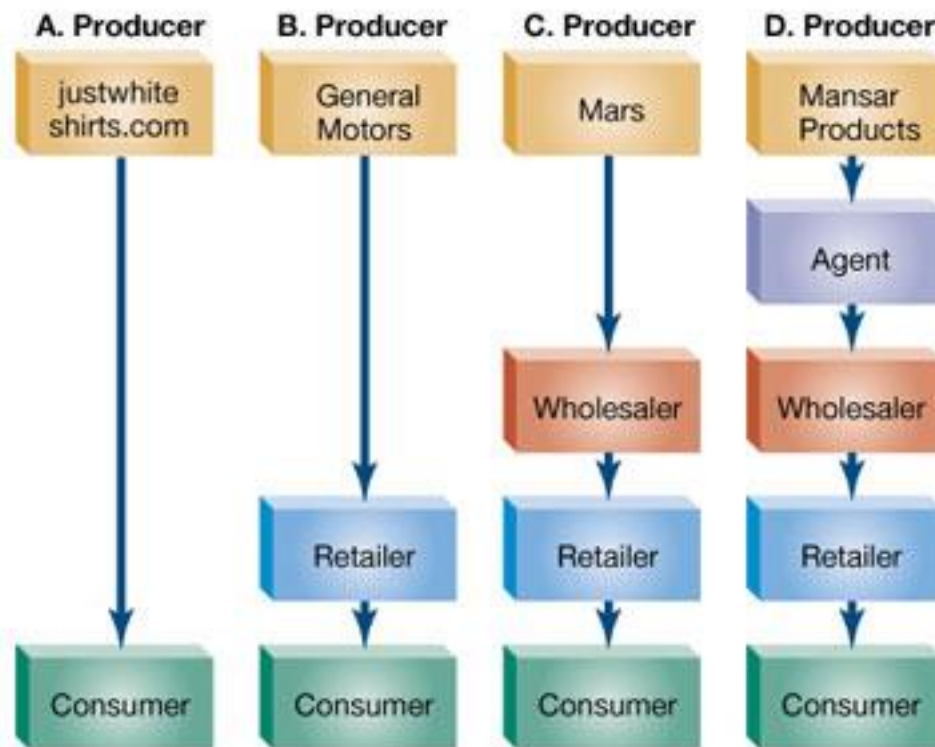 A. Producer
B. Producer
C. Producer
D. Producer
justwhite
shirts.com
General
Motors
Mars
Mansar
Products
Agent
Wholesaler
Wholesaler
Retailer
Retailer
Retailer
Consumer
Consumer
Consumer
Consumer